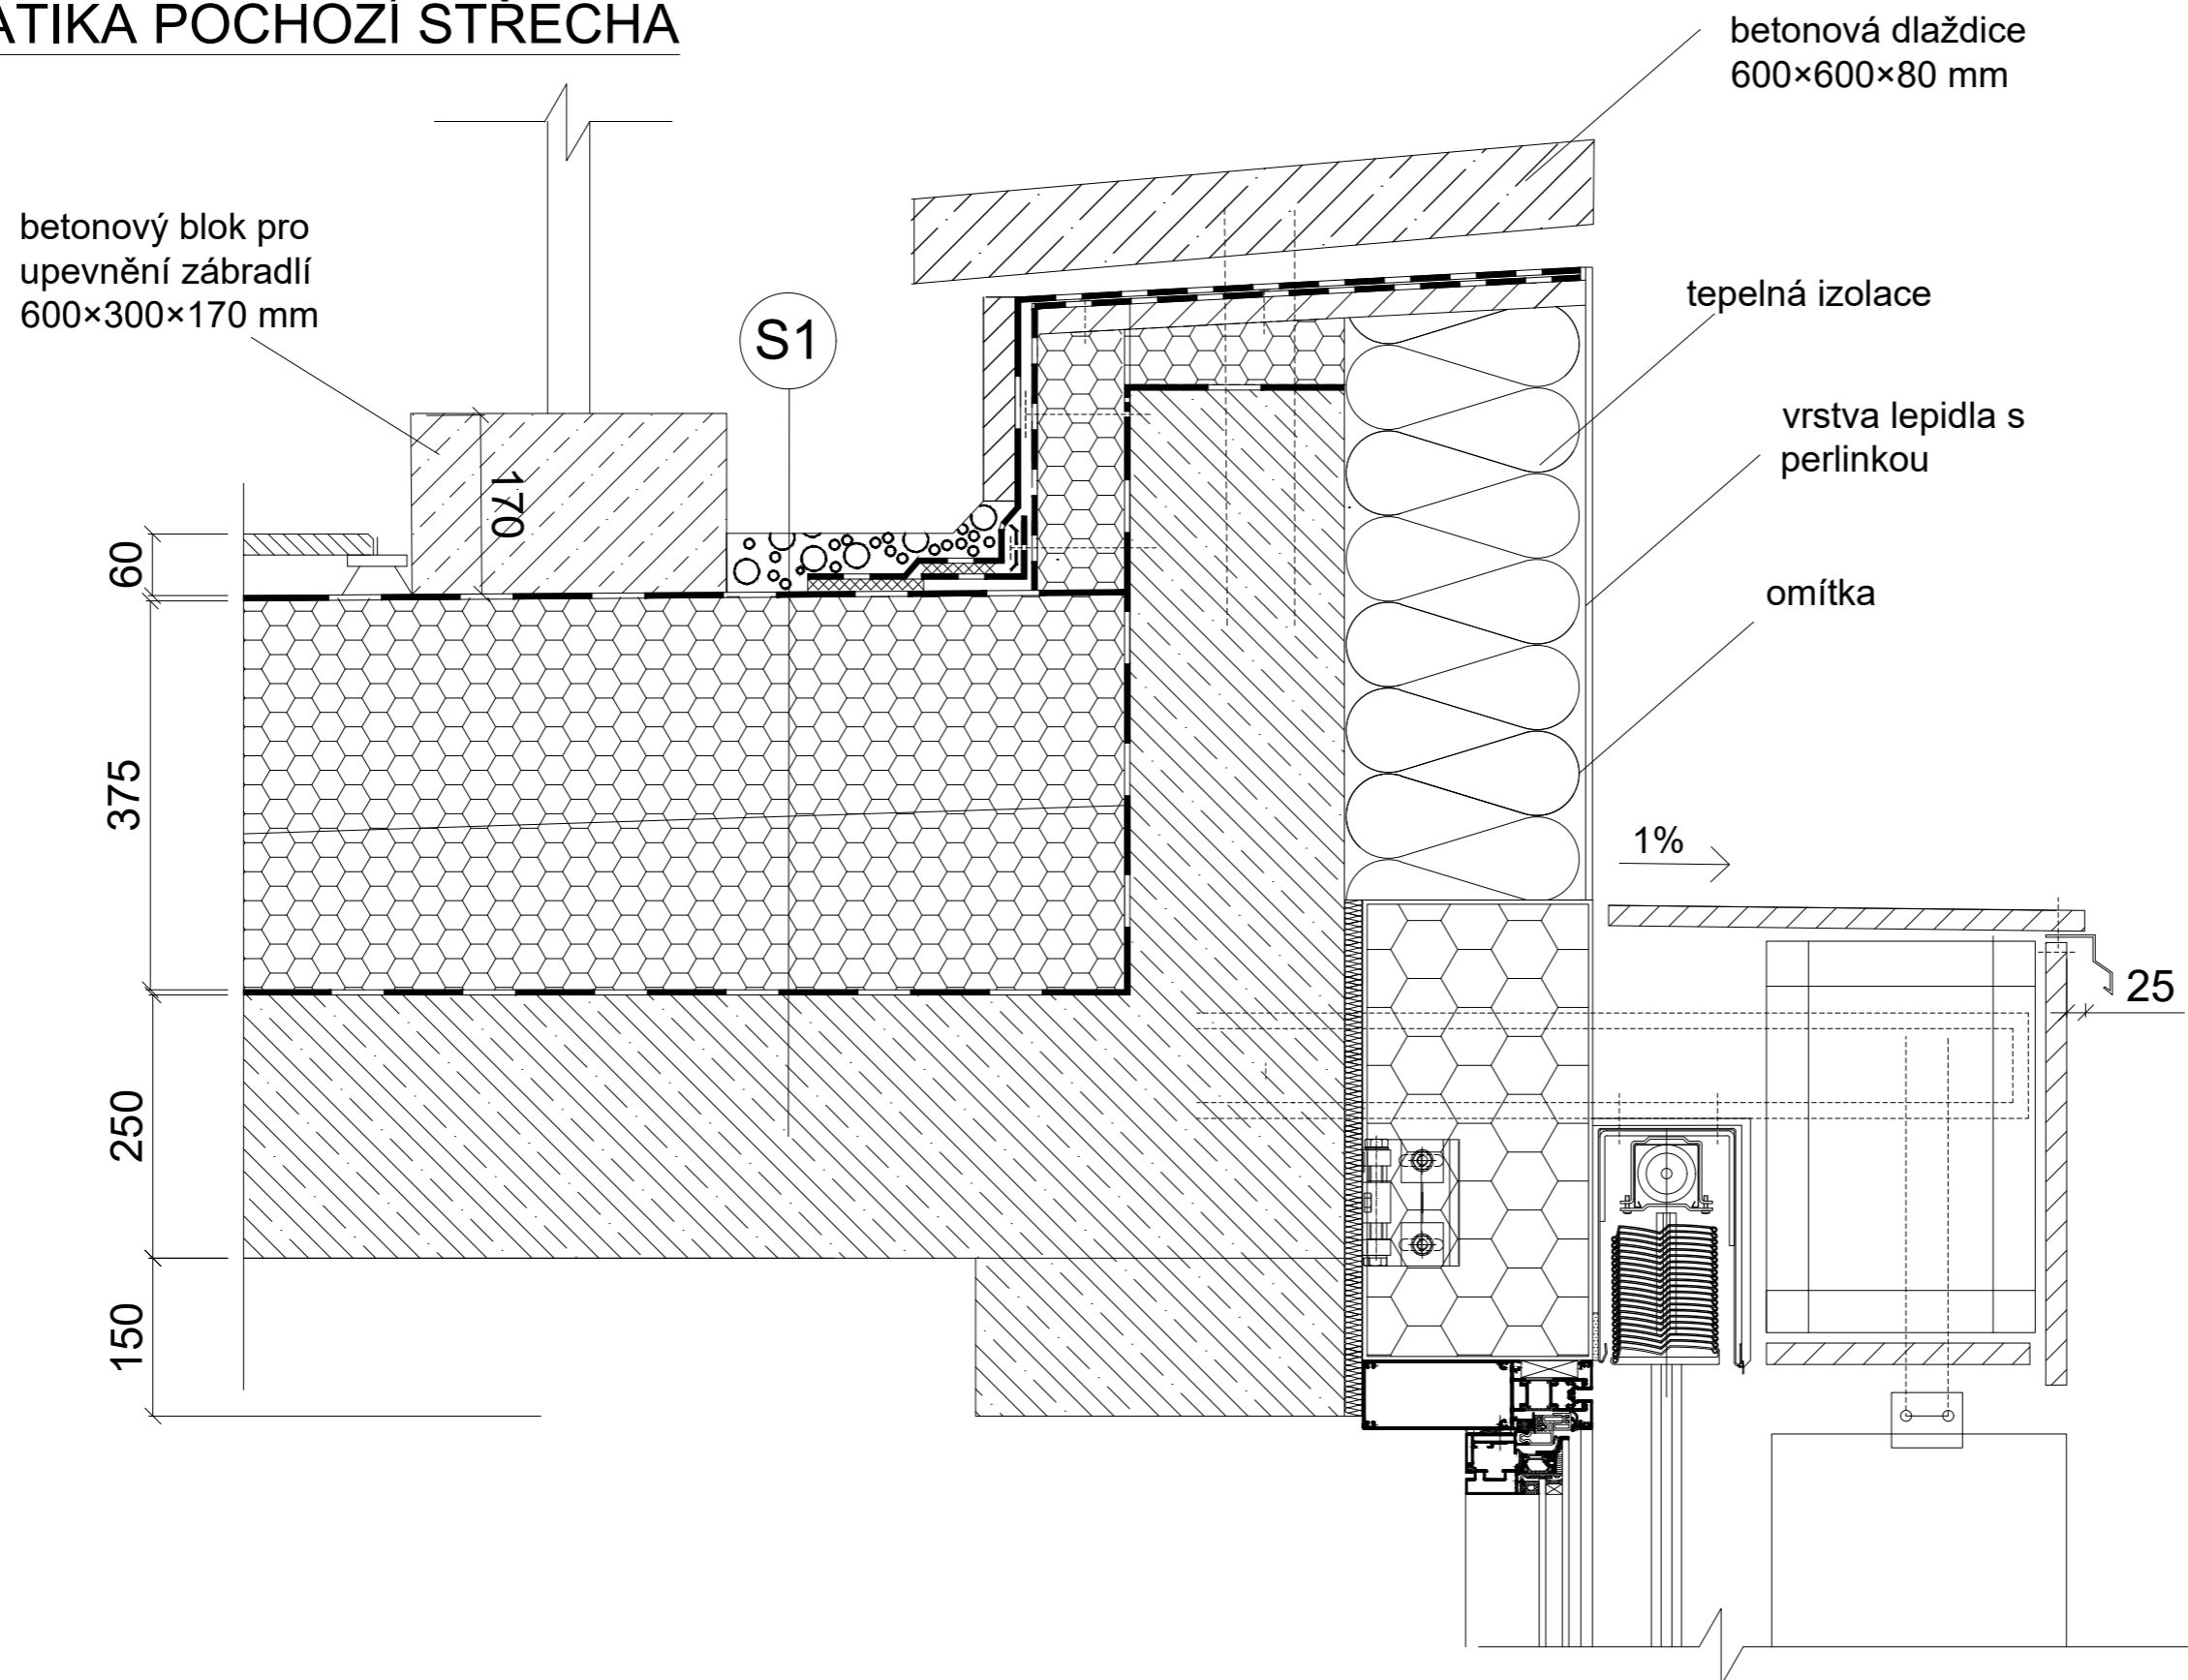 ATIKA POCHOZÍ STŘECHA
betonová dlaždice
600×600×80 mm
betonový blok pro
upevnění zábradlí
600×300×170 mm
S1
tepelná izolace
vrstva lepidla s
perlinkou
omítka
170
60
375
250
150
1%
25